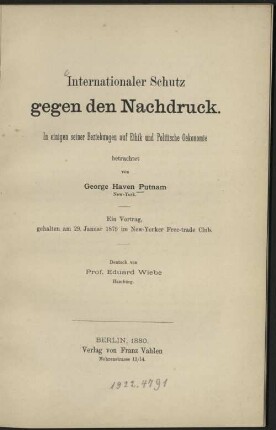 Internationaler Schutz
gegen den Nachdruck.
In einigen seiner Beziehungen auf Ethik und Politische Oekonomie
betrachtet
von
George Haven Putnam
New-York.
Ein Vortrag,
gehalten am 29. Januar 1879 im New-Yorker Free-trade Club.
Deutsch von
Prof. Eduard Wiebe
Hamburg.
BERLIN, 1880.
Verlag von Franz Vahlen
Mohrenstrasse 13/14.
1922.4791